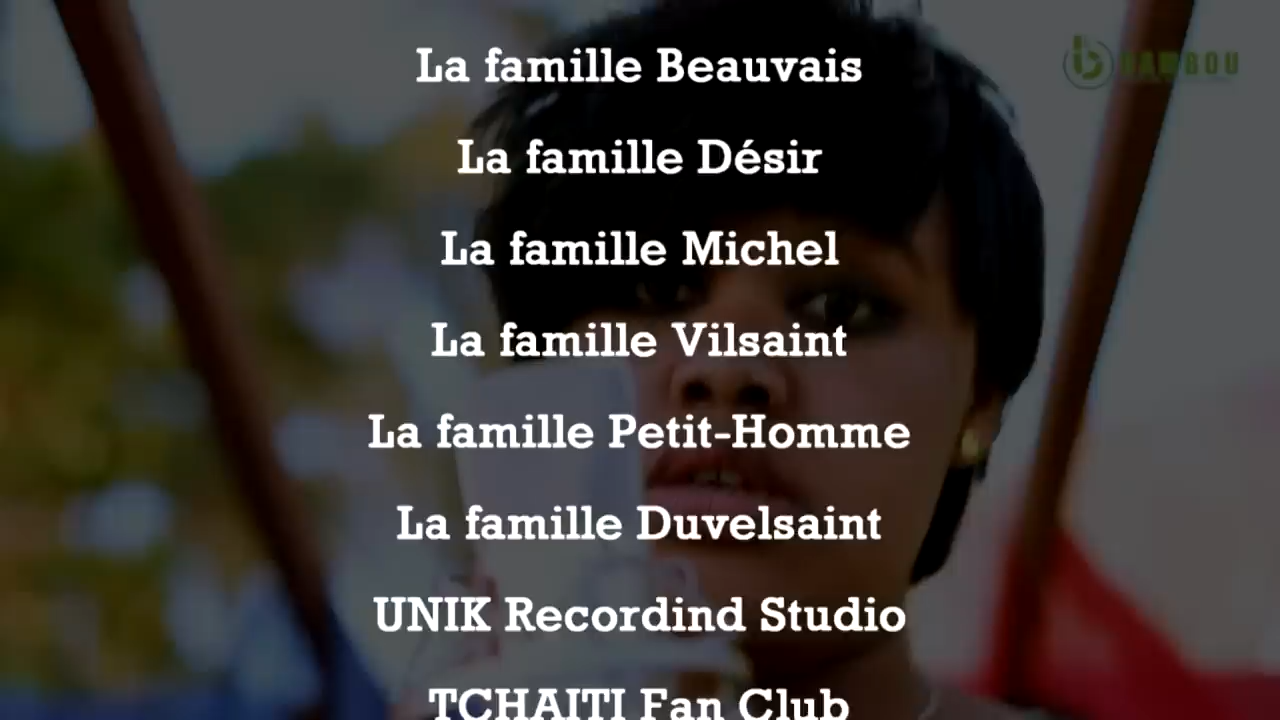 La famille Beauvais
BAMBOU
La famille Désir
La famille Michel
La famille Vilsaint
La famille Petit-Homme
La famille Duvelsaint
UNIK Recordind Studio
TCHAITI Fan Club